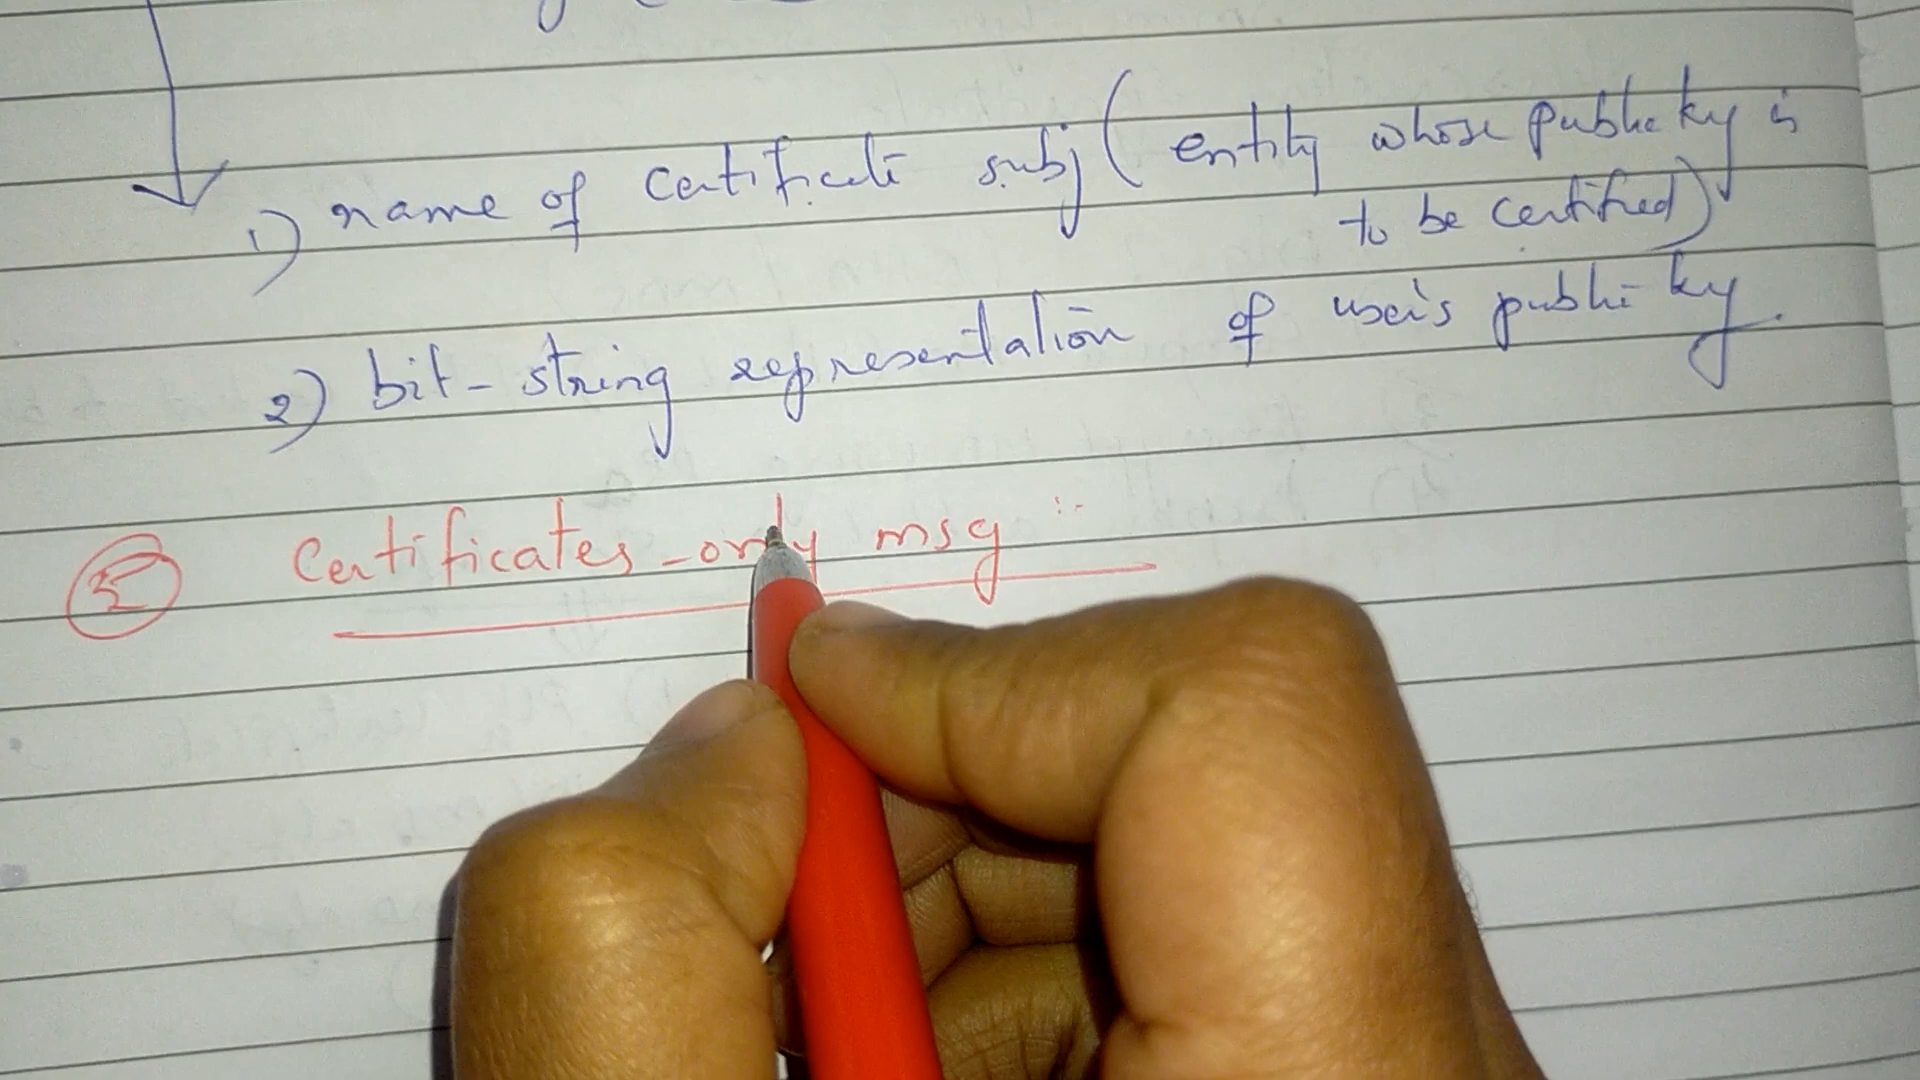 1) name of certificate subj ( entity whose public key is
to be certified)
2) bit-string representation of user's public key.
5 Certificates-only msg :-